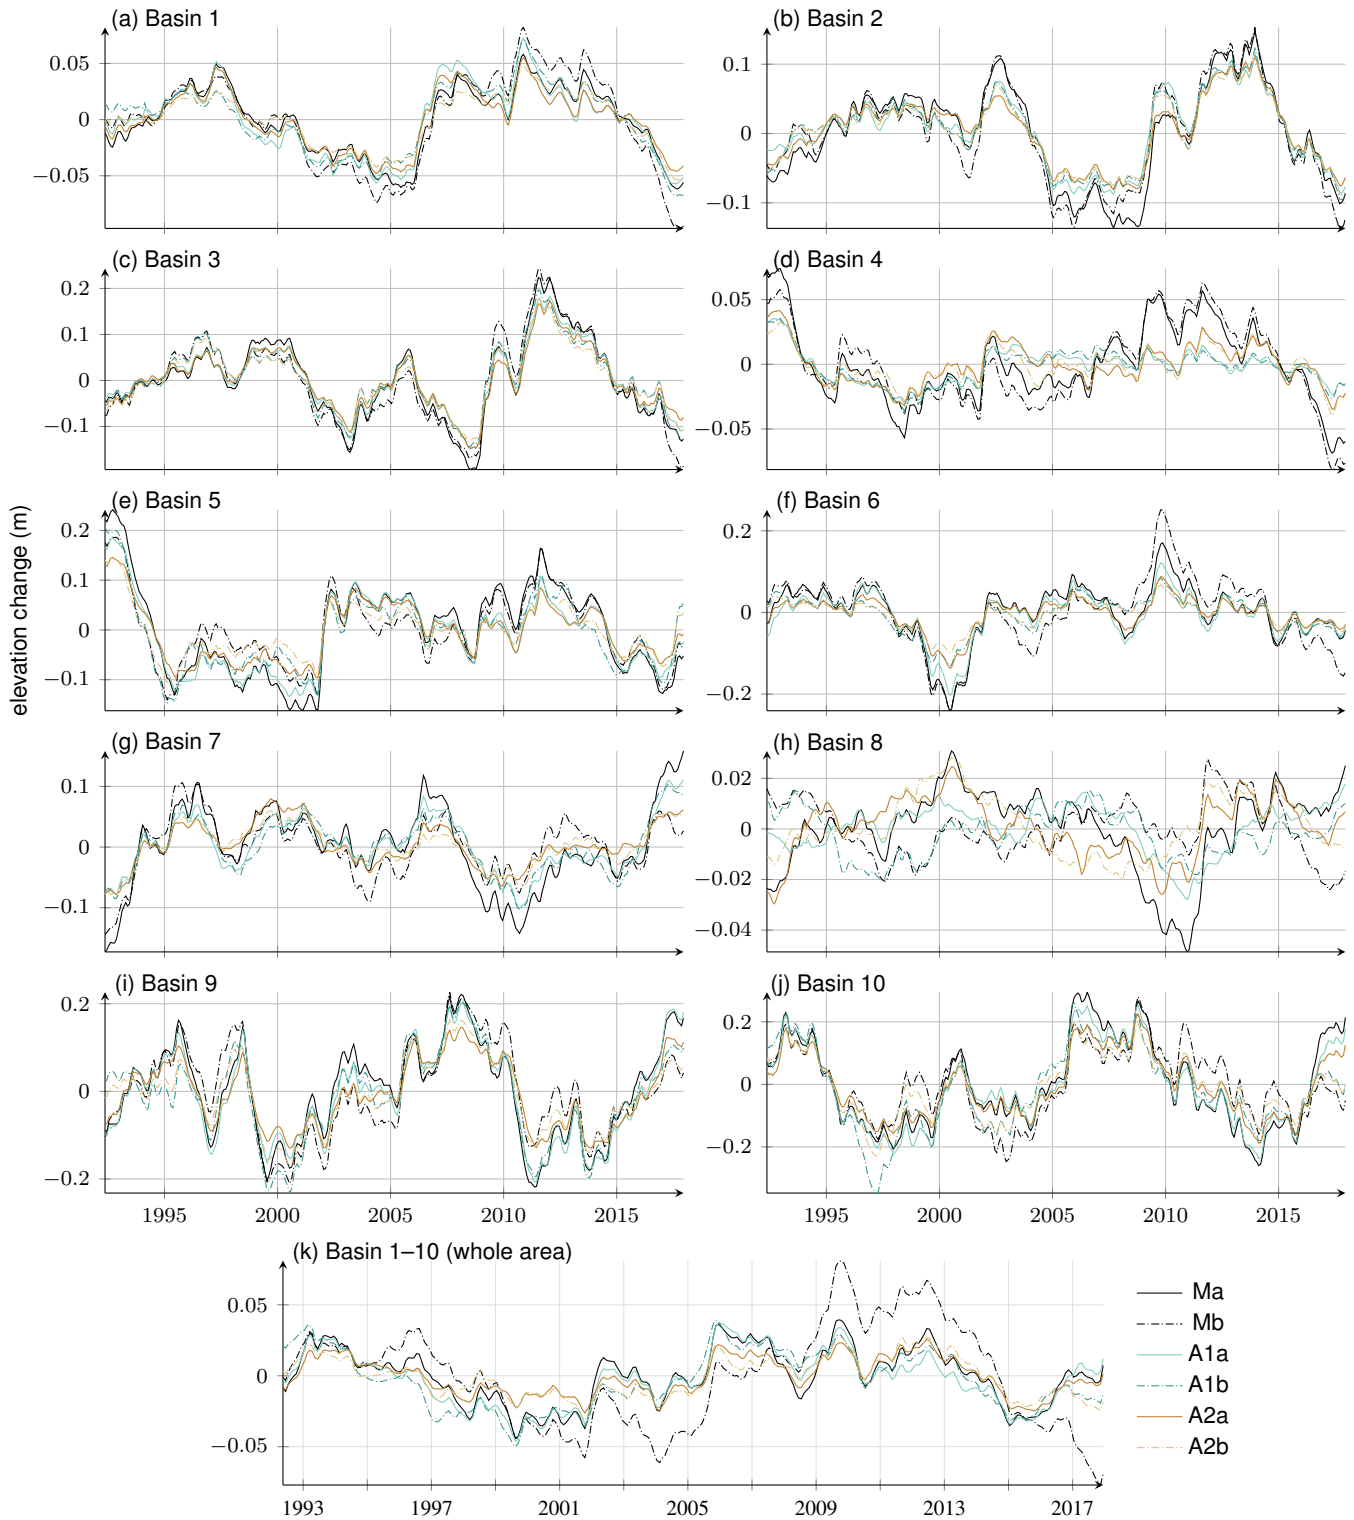 (a) Basin 1
0.05
0
−0.05
(b) Basin 2
0.1
0
−0.1
(c) Basin 3
0.2
0.1
0
−0.1
(d) Basin 4
0.05
0
−0.05
elevation change (m)
(e) Basin 5
0.2
0.1
0
−0.1
(f) Basin 6
0.2
0
−0.2
(g) Basin 7
0.1
0
−0.1
(h) Basin 8
0.02
0
−0.02
−0.04
(i) Basin 9
0.2
0
−0.2
1995 2000 2005 2010 2015
(j) Basin 10
0.2
0
−0.2
1995 2000 2005 2010 2015
(k) Basin 1–10 (whole area)
0.05
0
−0.05
1993 1997 2001 2005 2009 2013 2017
Ma
Mb
A1a
A1b
A2a
A2b